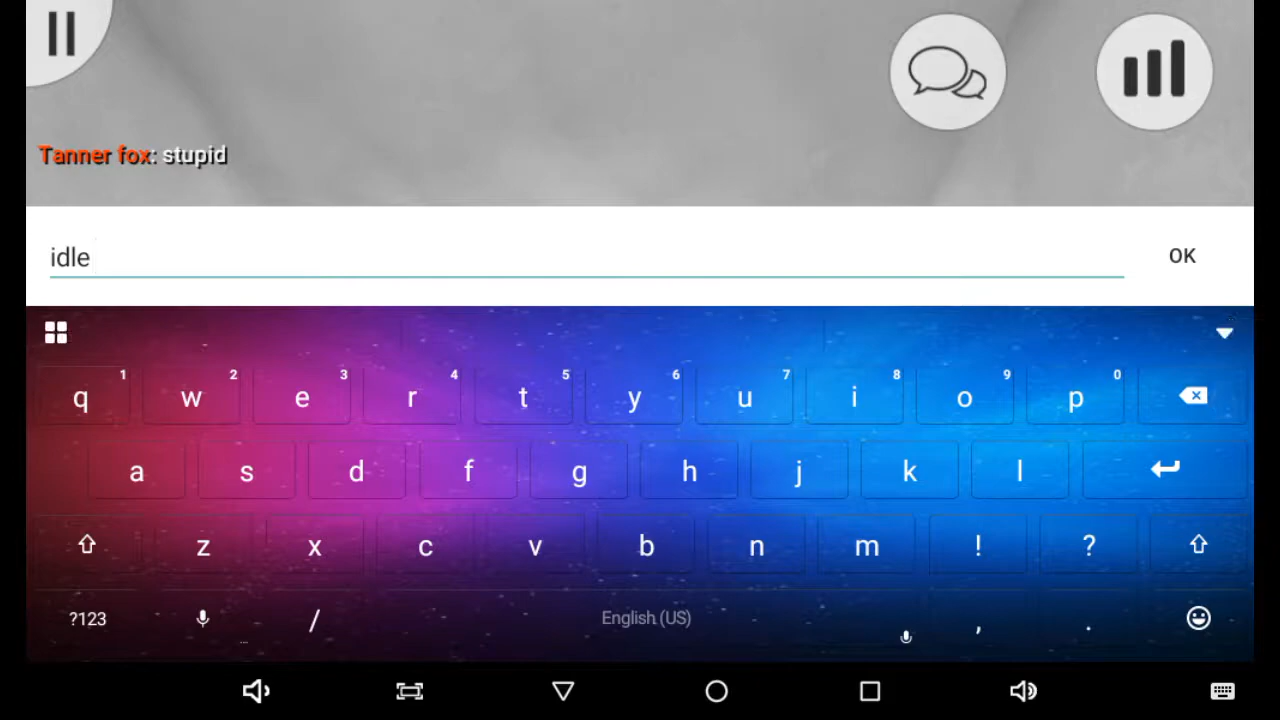 Tanner fox: stupid
idle
OK
1 2 3 4 5 6 7 8 9 0
q w e r t y u i o p
a s d f g h j k l
z x c v b n m ! ?
?123 / English (US) , .